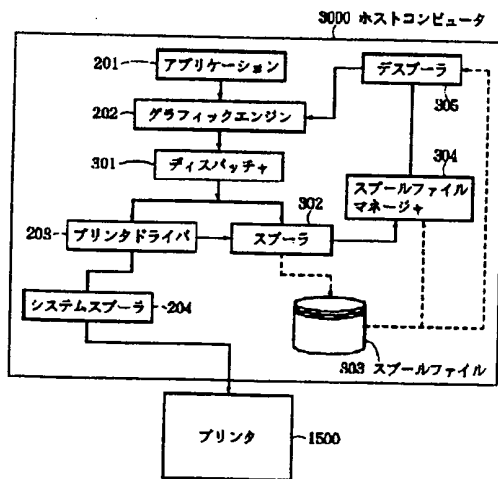 3000 ホストコンピュータ
201 アプリケーション
デスプーラ
305
202 グラフィックエンジン
301 ディスパッチャ
304
スプールファイル
マネージャ
302
203 プリンタドライバ
スプーラ
システムスプーラ 204
303 スプールファイル
プリンタ 1500